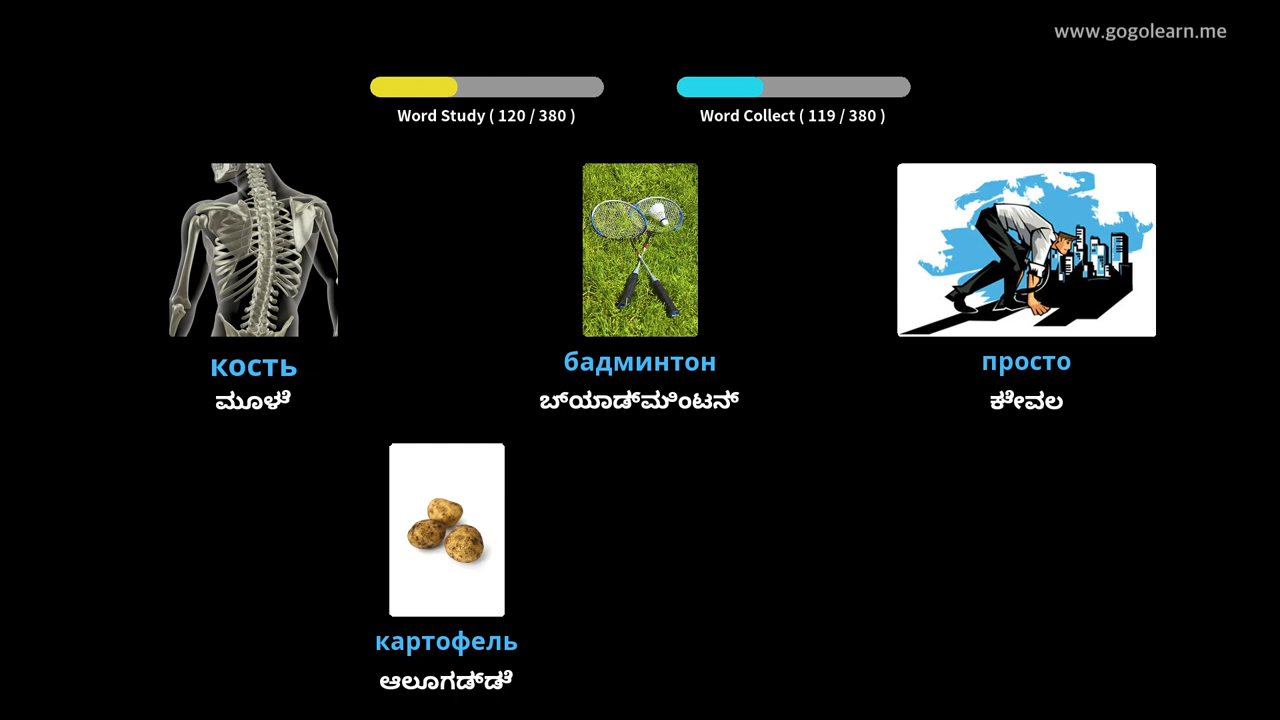 www.gogolearn.me
Word Study ( 120 / 380 )
Word Collect ( 119 / 380 )
кость
ಮೂಳೆ
бадминтон
ಬ್ಯಾಡ್ಮಿಂಟನ್
просто
ಕೇವಲ
картофель
ಆಲೂಗಡ್ಡೆ